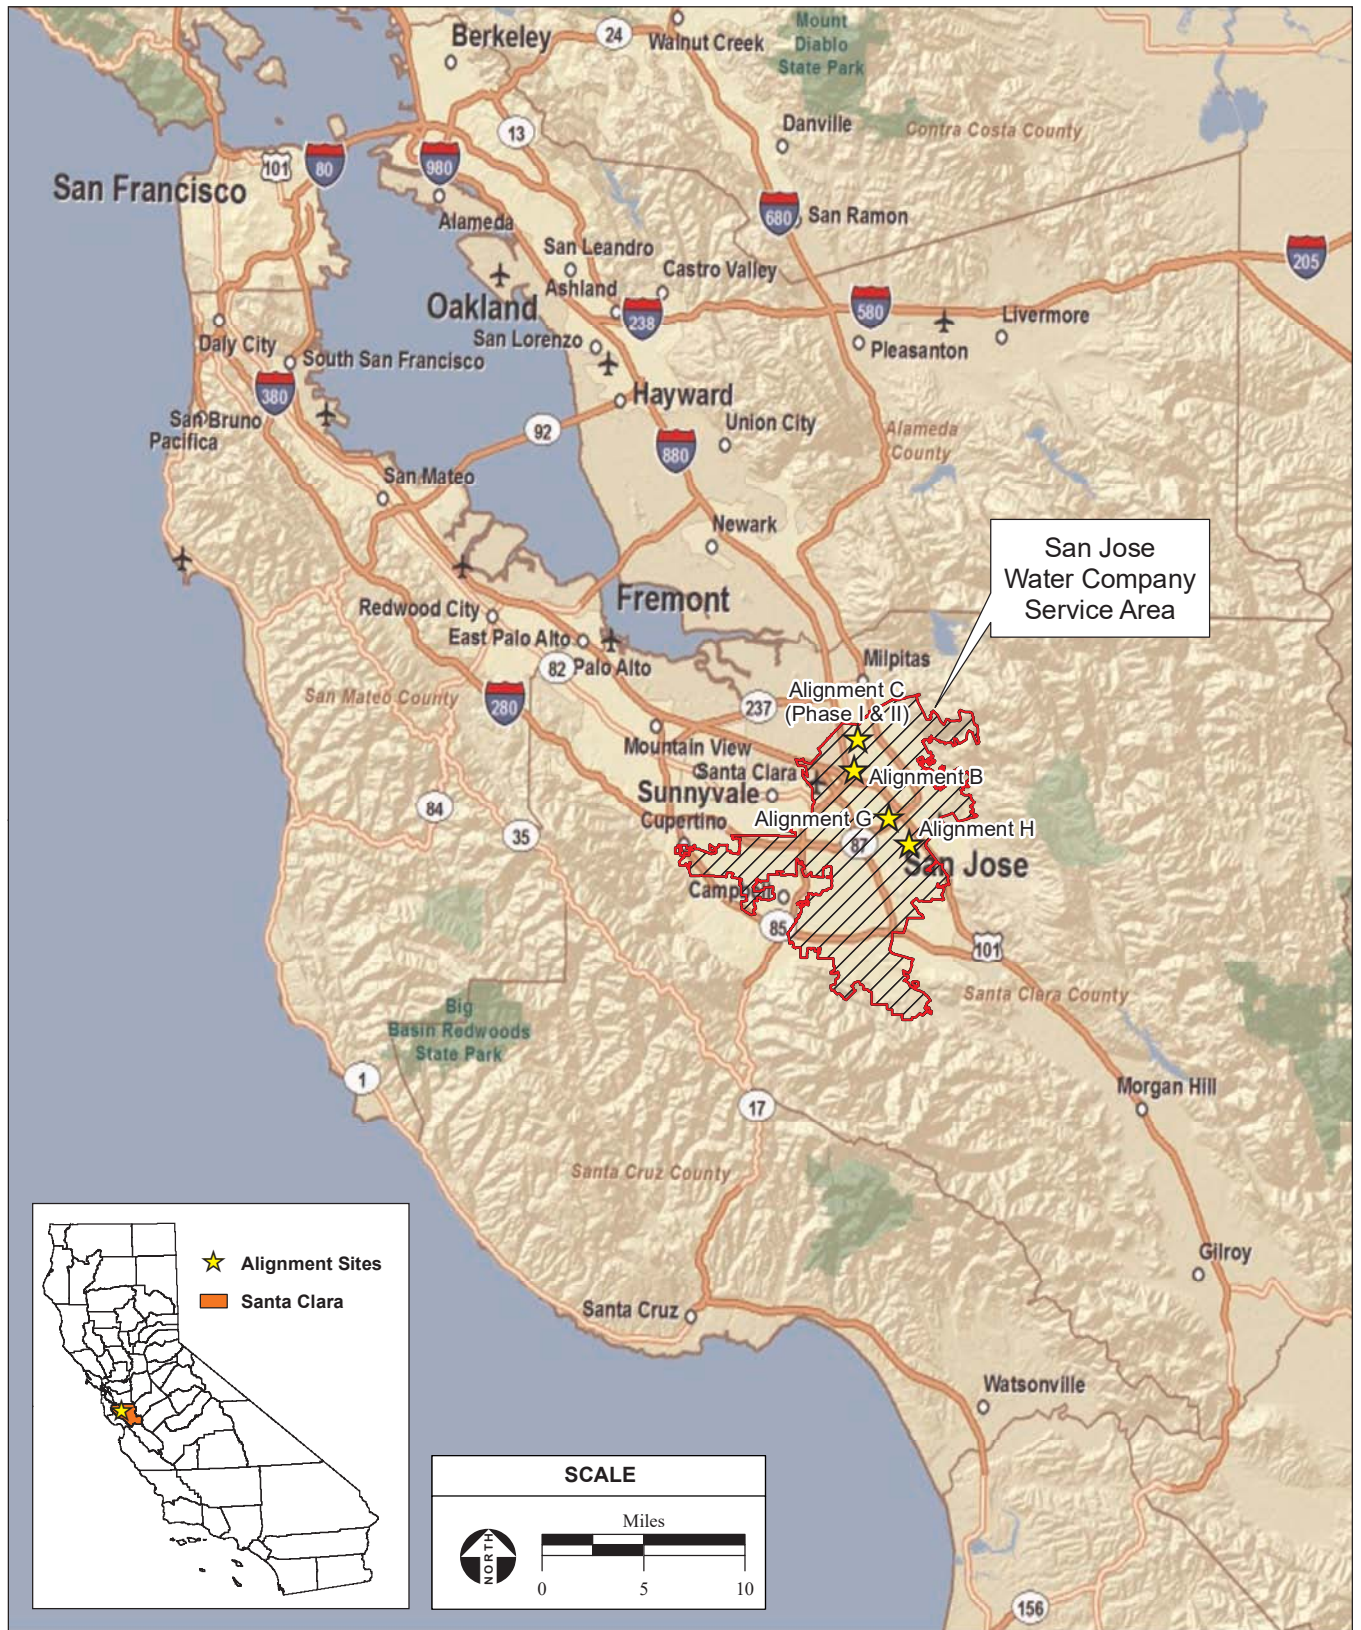 Berkeley
24
Walnut Creek
Mount
Diablo
State Park
13
Danville
Contra Costa County
101
80
980
San Francisco
Alameda
680
San Ramon
San Leandro
205
Castro Valley
Ashland
Oakland
238
580
Livermore
San Lorenzo
Pleasanton
Daly City
South San Francisco
380
Hayward
San Bruno
Pacifica
92
Union City
Alameda
County
880
San Mateo
Newark
San Jose
Water Company
Service Area
Redwood City
Fremont
East Palo Alto
82
Palo Alto
Milpitas
San Mateo County
280
237
Alignment C
(Phase I & II)
Mountain View
Santa Clara
Alignment B
Sunnyvale
84
35
Cupertino
Alignment G
Alignment H
87
San Jose
Campbell
85
101
Santa Clara County
Big
Basin Redwoods
State Park
1
17
Morgan Hill
Santa Cruz County
Gilroy
Santa Cruz
Watsonville
156
Alignment Sites
Santa Clara
SCALE
Miles
NORTH
0 5 10